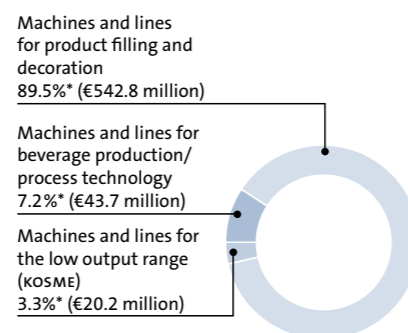 Machines and lines
for product filling and
decoration
89.5%* (€542.8 million)
Machines and lines for
beverage production/
process technology
7.2%* (€43.7 million)
Machines and lines for
the low output range
(KOSME)
3.3%* (€20.2 million)